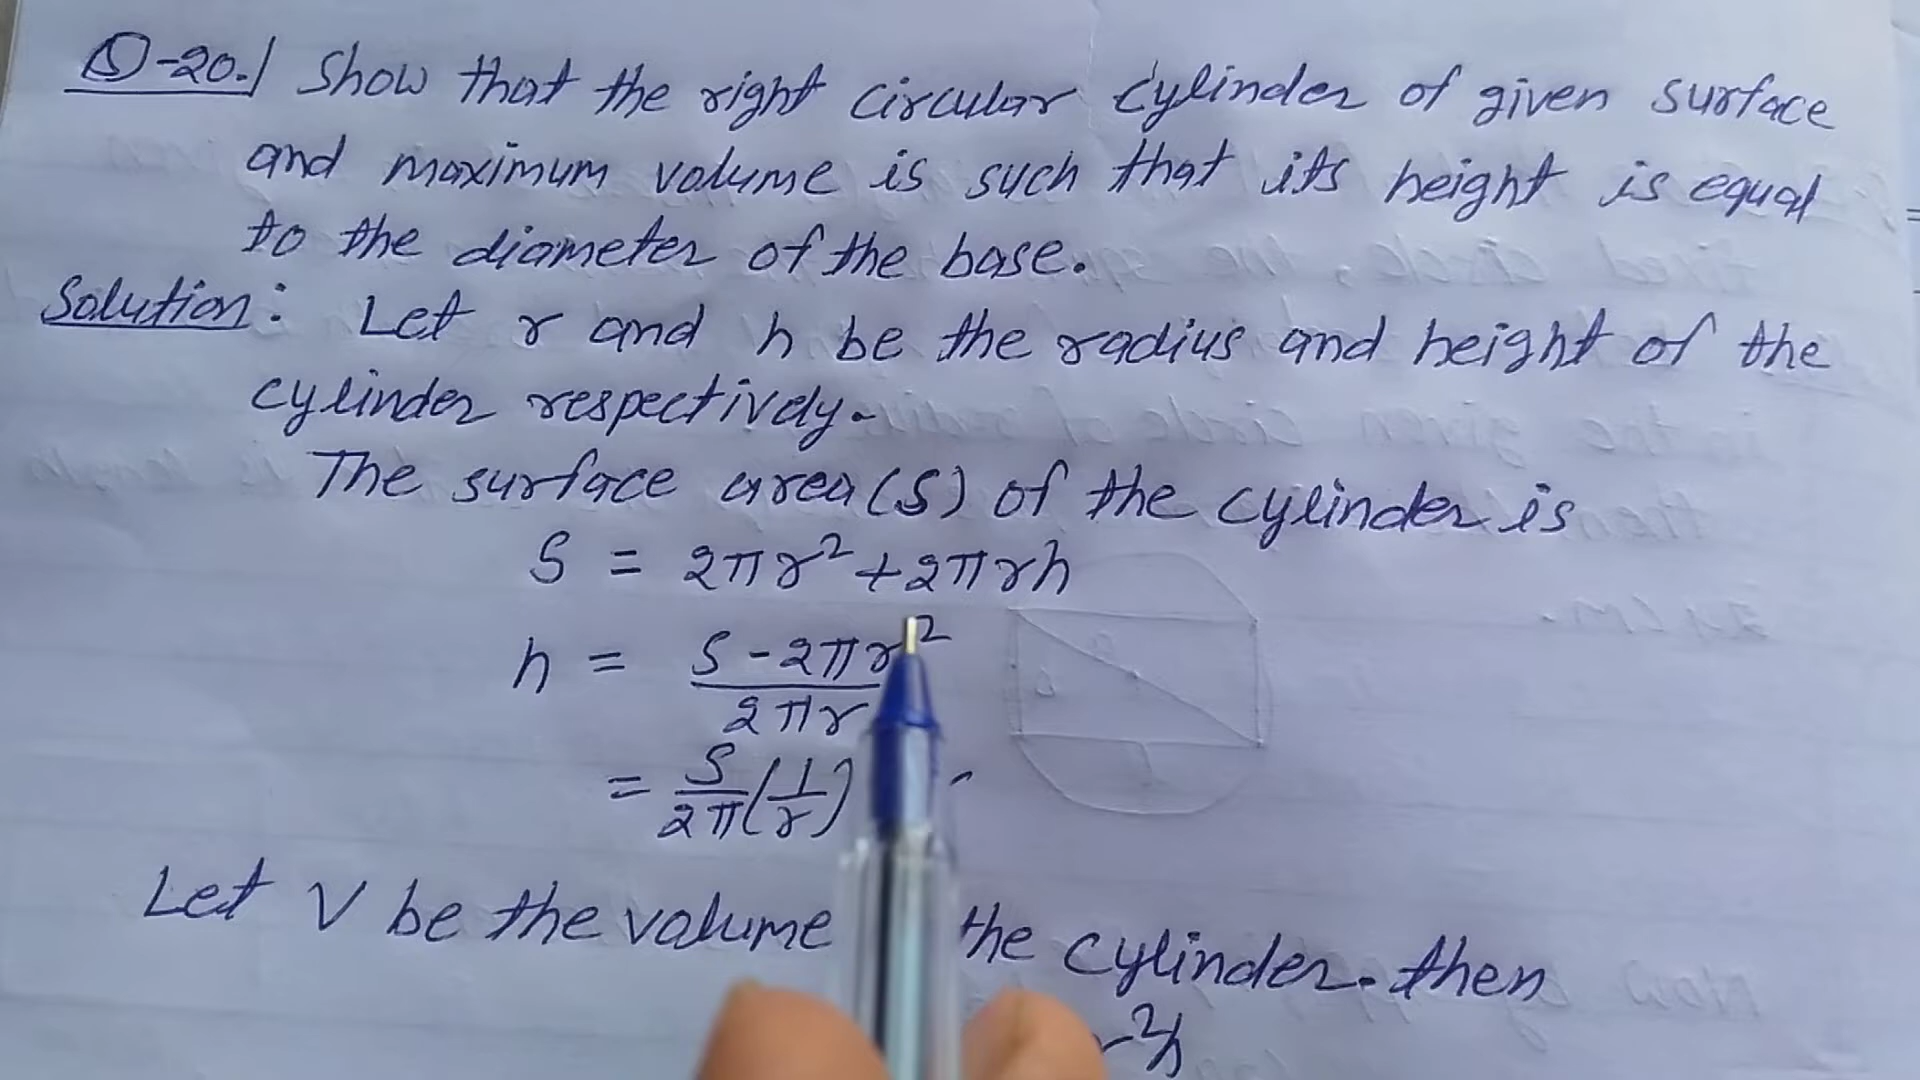 Q-20. Show that the right circular cylinder of given surface
and maximum volume is such that its height is equal
to the diameter of the base.
Solution: Let r and h be the radius and height of the
cylinder respectively.
The surface area (S) of the cylinder is
S = 2πr² + 2πrh
h = (S - 2πr²)/(2πr)
= S/2π (1/r)
Let V be the volume the cylinder. then
r²h